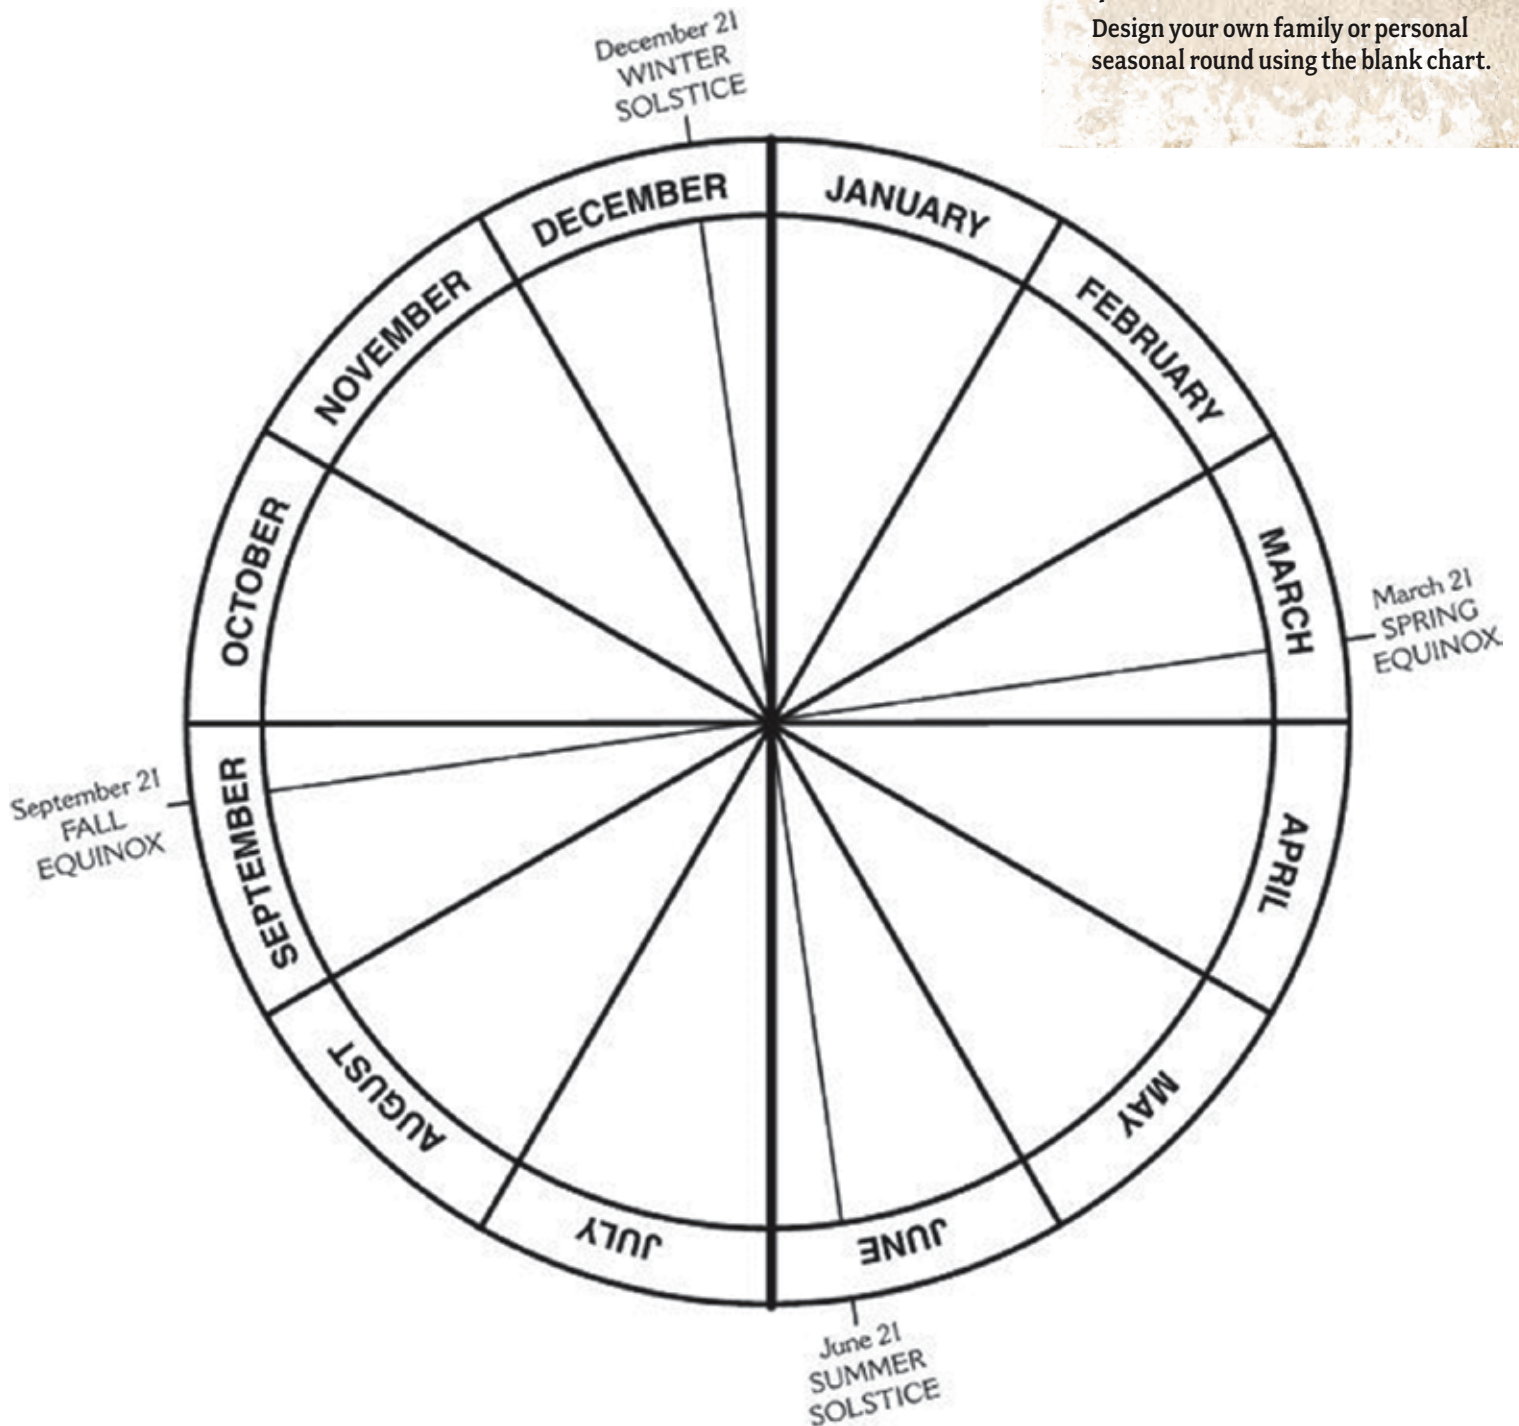 Design your own family or personal
seasonal round using the blank chart.
December 21
WINTER
SOLSTICE
JANUARY
FEBRUARY
MARCH
March 21
SPRING
EQUINOX
APRIL
MAY
JUNE
June 21
SUMMER
SOLSTICE
JULY
AUGUST
SEPTEMBER
September 21
FALL
EQUINOX
OCTOBER
NOVEMBER
DECEMBER